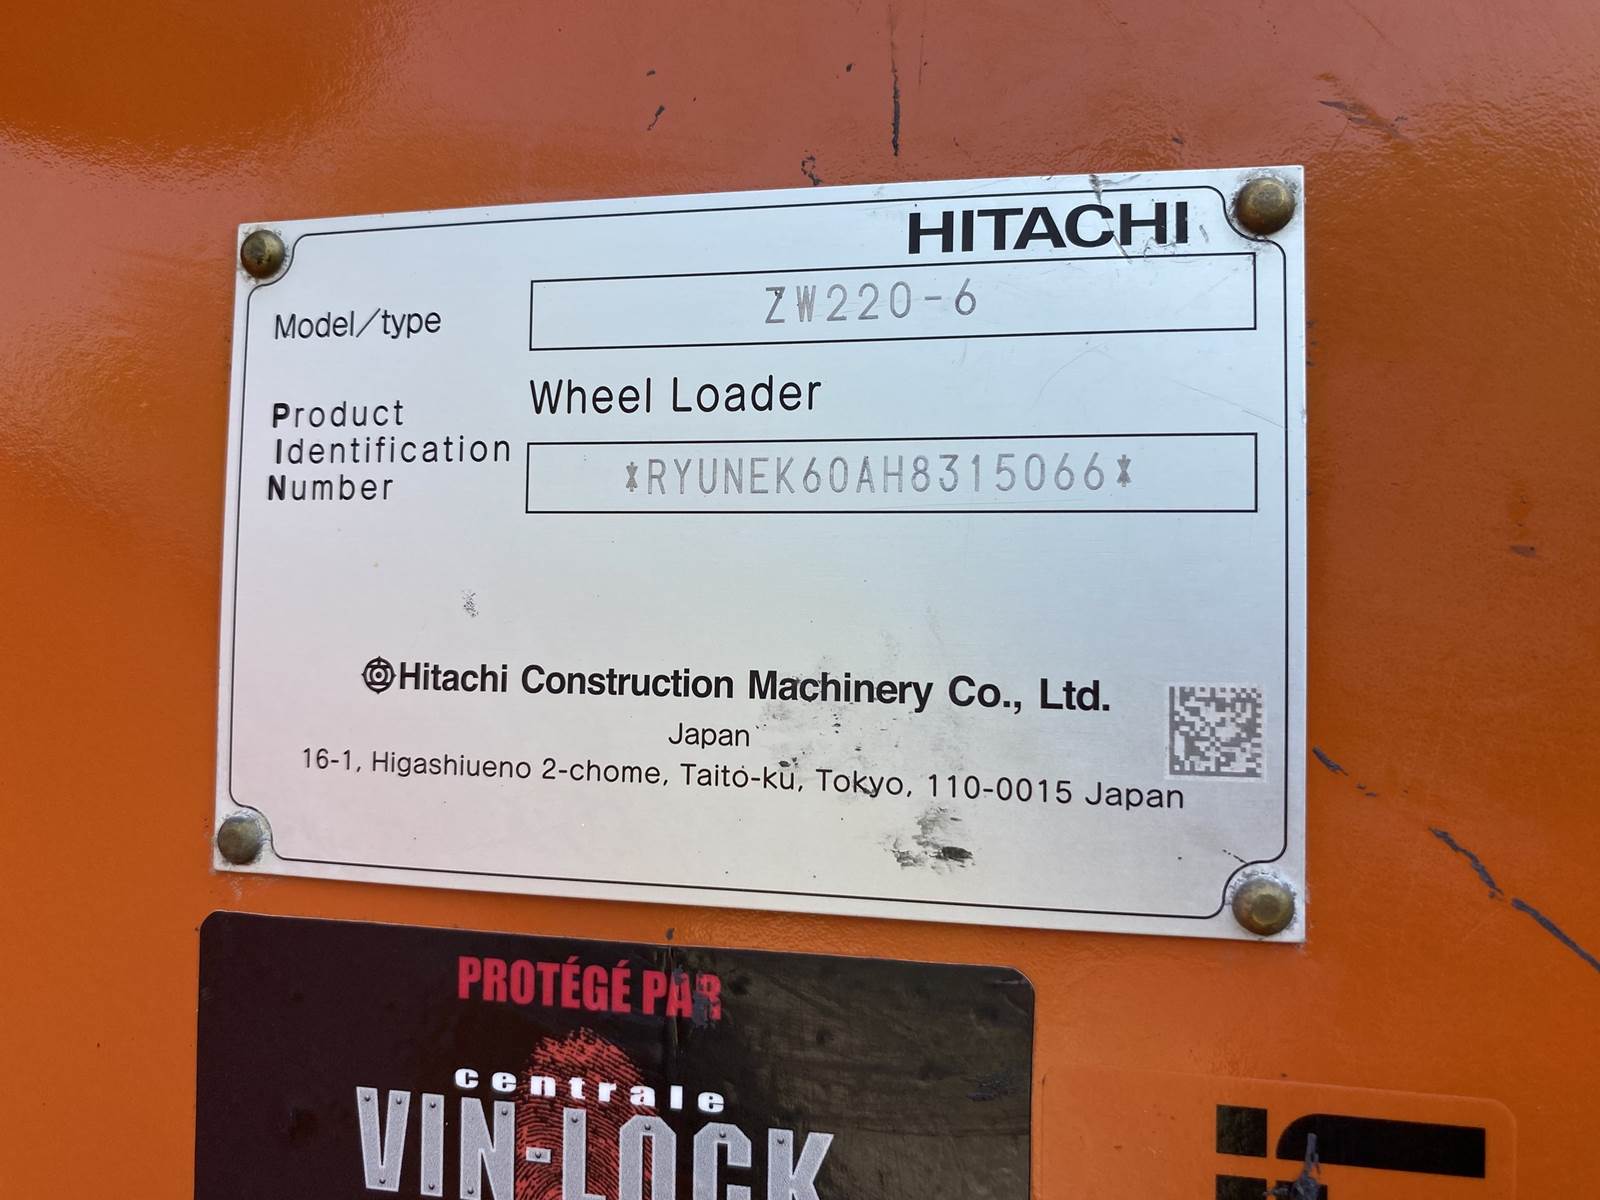 HITACHI
Model/type
ZW220-6
Wheel Loader
Product
Identification
Number
*RYUNEK60AH8315066*
Hitachi Construction Machinery Co., Ltd.
Japan
16-1, Higashiueno 2-chome, Taito-ku, Tokyo, 110-0015 Japan
PROTÉGÉ PAR
centrale
VIN-LOCK